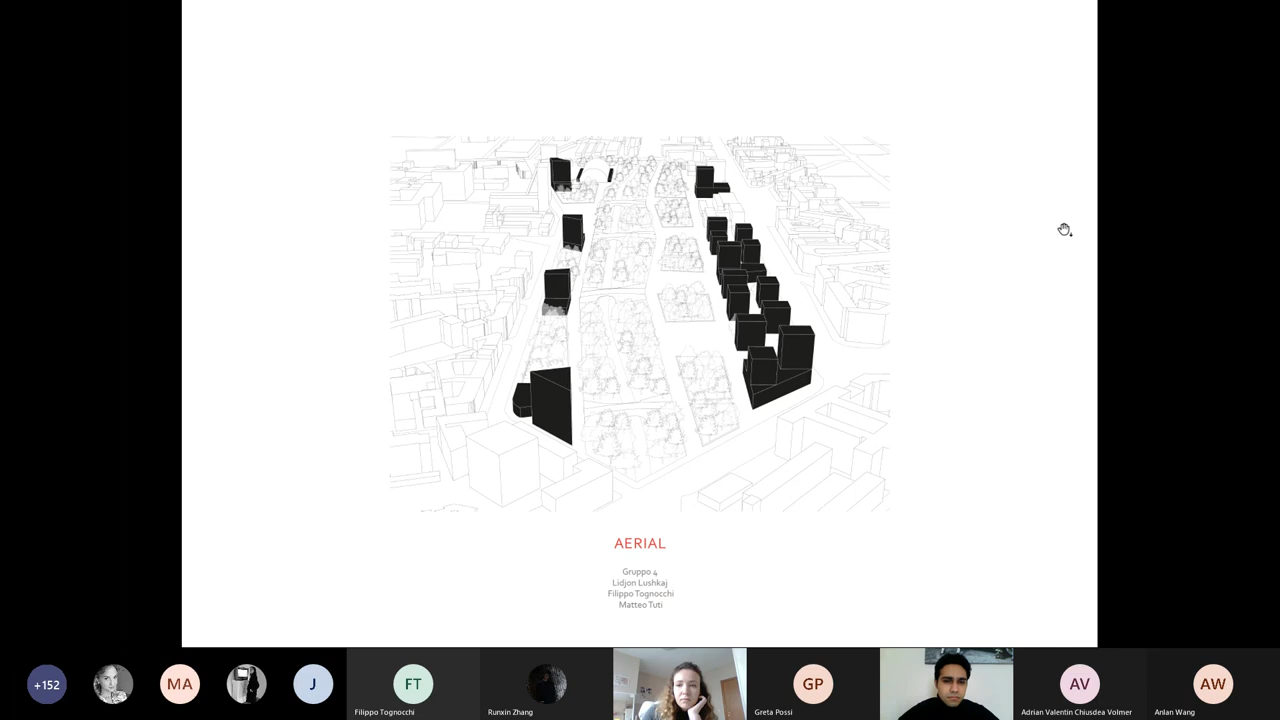 AERIAL
Gruppo 4
Lidjon Lushkaj
Filippo Tognocchi
Matteo Tuti
+152
MA
J
FT
GP
AV
AW
Filippo Tognocchi
Runxin Zhang
Greta Possi
Adrian Valentin Chiusdea Volmer
Anlan Wang